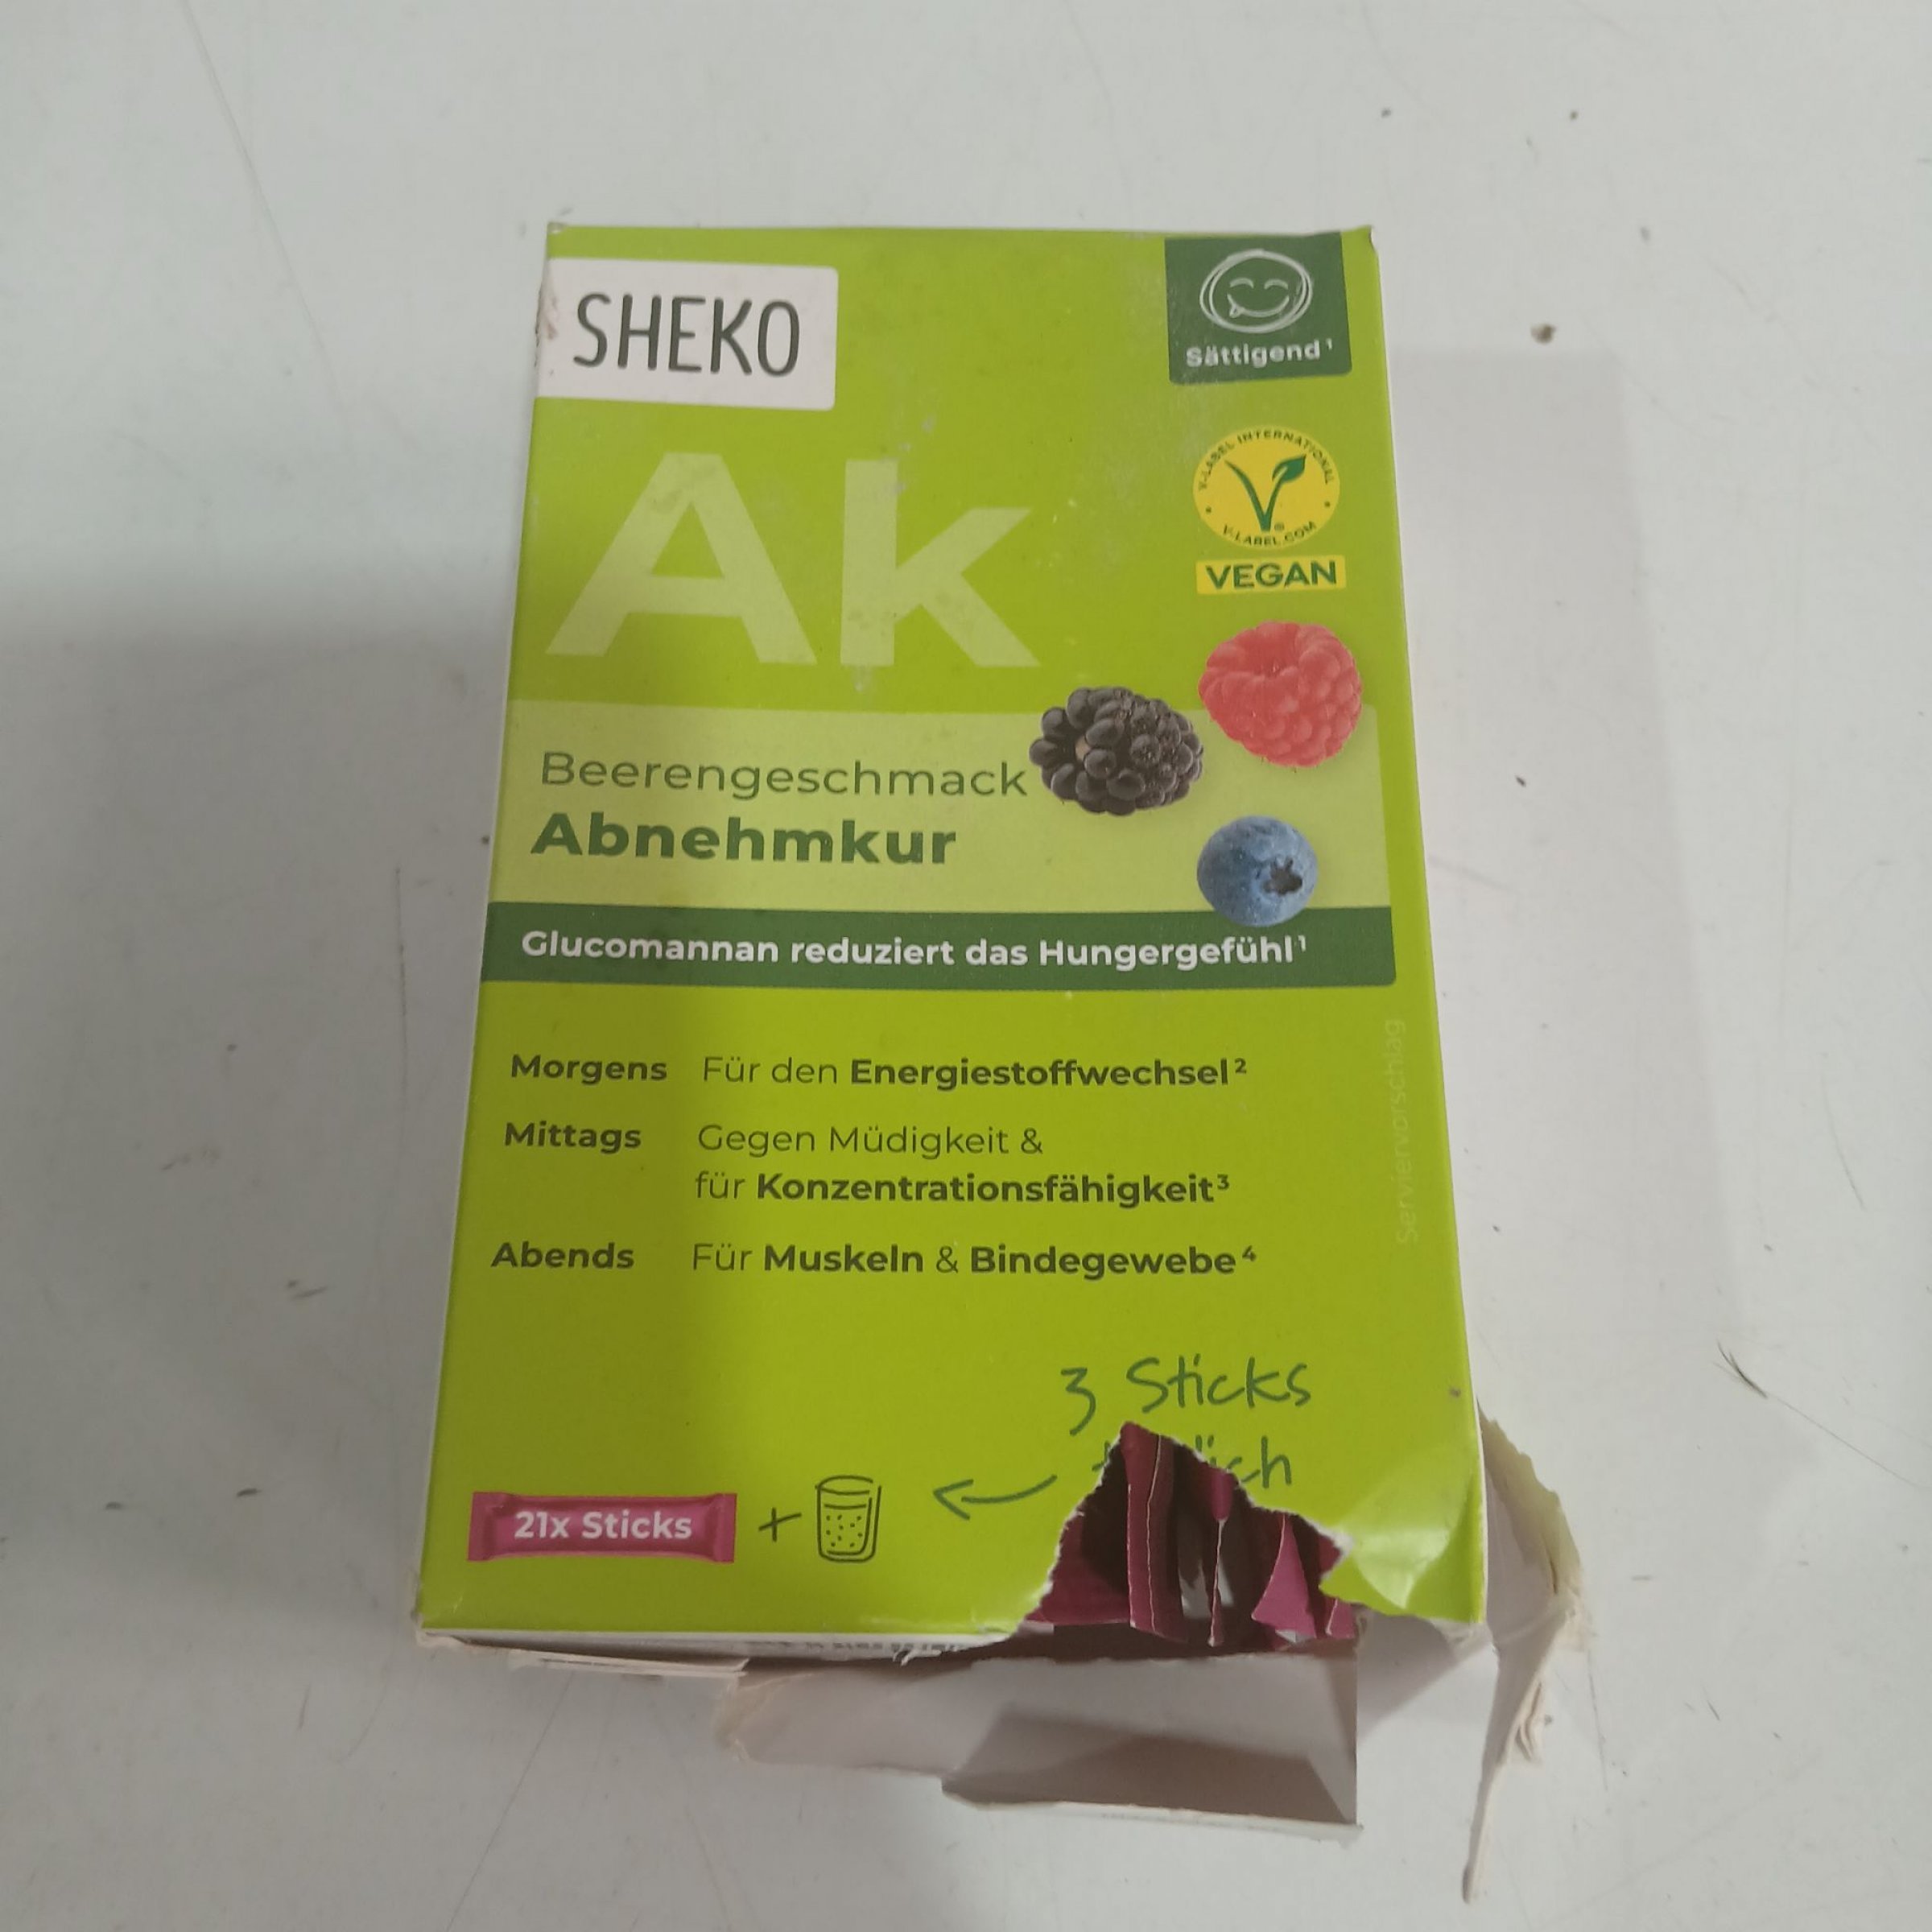 SHEKO
Sättigend¹
Ak
V-LABEL INTERNATIONAL
V-LABEL.COM
VEGAN
Beerengeschmack
Abnehmkur
Glucomannan reduziert das Hungergefühl¹
Morgens Für den Energiestoffwechsel²
Mittags Gegen Müdigkeit &
für Konzentrationsfähigkeit³
Abends Für Muskeln & Bindegewebe⁴
Serviervorschlag
3 Sticks
21x Sticks +